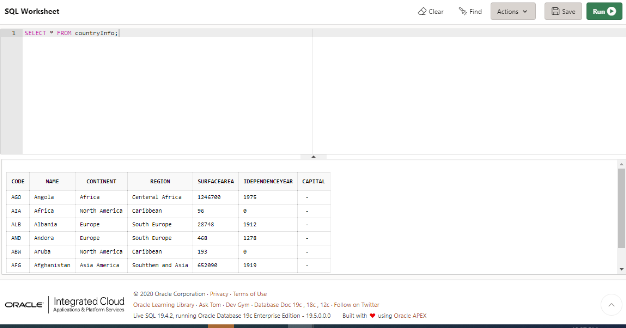 SQL Worksheet
Clear Find Actions Save Run
1 SELECT * FROM countryInfo;
CODE NAME CONTINENT REGION SURFACEAREA IDEPENDENCEYEAR CAPITAL
AGO Angola Africa Centeral Africa 1246700 1975 -
AIA Africa North America Caribbean 96 0 -
ALB Albania Europe South Europe 28748 1912 -
AND Andora Europe South Europe 468 1278 -
ABW Aruba North America Caribbean 193 0 -
AFG Afghanistan Asia America Southhen and Asia 652090 1919 -
© 2020 Oracle Corporation · Privacy · Terms of Use
Oracle Learning Library · Ask Tom · Dev Gym · Database Doc 19c, 18c, 12c · Follow on Twitter
Live SQL 19.4.2, running Oracle Database 19c Enterprise Edition - 19.5.0.0.0 Built with ❤ using Oracle APEX
ORACLE Integrated Cloud
Applications & Platform Services